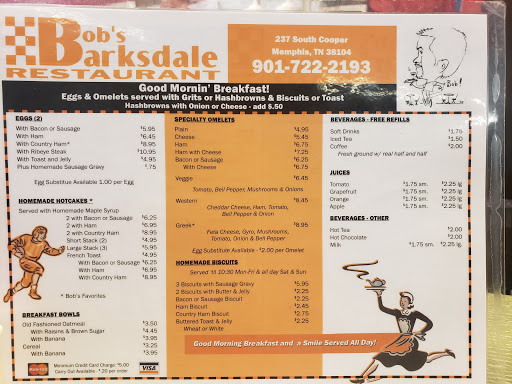 Bob's
Barksdale
RESTAURANT
237 South Cooper
Memphis, TN 38104
901-722-2193
Bob!
Good Mornin' Breakfast!
Eggs & Omelets served with Grits or Hashbrowns & Biscuits or Toast
Hashbrowns with Onion or Cheese - add $.50
EGGS (2)
With Bacon or Sausage $5.95
With Ham $6.45
With Country Ham* $8.95
With Ribeye Steak $10.95
With Toast and Jelly $4.95
Plus Homemade Sausage Gravy $.75
Egg Substitue Available 1.00 per Egg
HOMEMADE HOTCAKES *
Served with Homemade Maple Syrup
2 with Bacon or Sausage $6.25
2 with Ham $6.95
2 with Country Ham $8.95
Short Stack (2) $4.95
Large Stack (3) $5.95
French Toast $4.95
With Bacon or Sausage $6.25
With Ham $6.95
With Country Ham $8.95
* Bob's Favorites
BREAKFAST BOWLS
Old Fashioned Oatmeal $3.50
With Raisins & Brown Sugar $4.45
With Banana $3.95
Cereal $3.25
With Banana $3.95
MasterCard
Minimum Credit Card Charge: $5.00
Carry Out Available - $.20 per order
VISA
SPECIALTY OMELETS
Plain $4.95
Cheese $5.45
Ham $6.75
Ham with Cheese $7.25
Bacon or Sausage $6.25
With Cheese $6.75
Veggie $6.45
Tomato, Bell Pepper, Mushrooms & Onions
Western $8.45
Cheddar Cheese, Ham, Tomato,
Bell Pepper & Onion
Greek* $8.95
Feta Cheese, Gyro, Mushrooms,
Tomato, Onion & Bell Pepper
Egg Substitute Available - $2.00 per Omelet
HOMEMADE BISCUITS
Served 'til 10:30 Mon-Fri & all day Sat & Sun
3 Biscuits with Sausage Gravy $5.95
2 Biscuits with Butter & Jelly $2.25
Bacon or Sausage Biscuit $2.25
Ham Biscuit $2.45
Country Ham Biscuit $2.75
Buttered Toast & Jelly $2.25
Wheat or White
BEVERAGES - FREE REFILLS
Soft Drinks $1.75
Iced Tea $1.50
Coffee $2.00
Fresh ground w/ real half and half
JUICES
Tomato $1.75 sm. $2.25 lg
Grapefruit $1.75 sm. $2.25 lg
Orange $1.75 sm. $2.25 lg
Apple $1.75 sm. $2.25 lg
BEVERAGES - OTHER
Hot Tea $2.00
Hot Chocolate $2.00
Milk $1.75 sm. $2.25 lg.
Good Morning Breakfast and a Smile Served All Day!